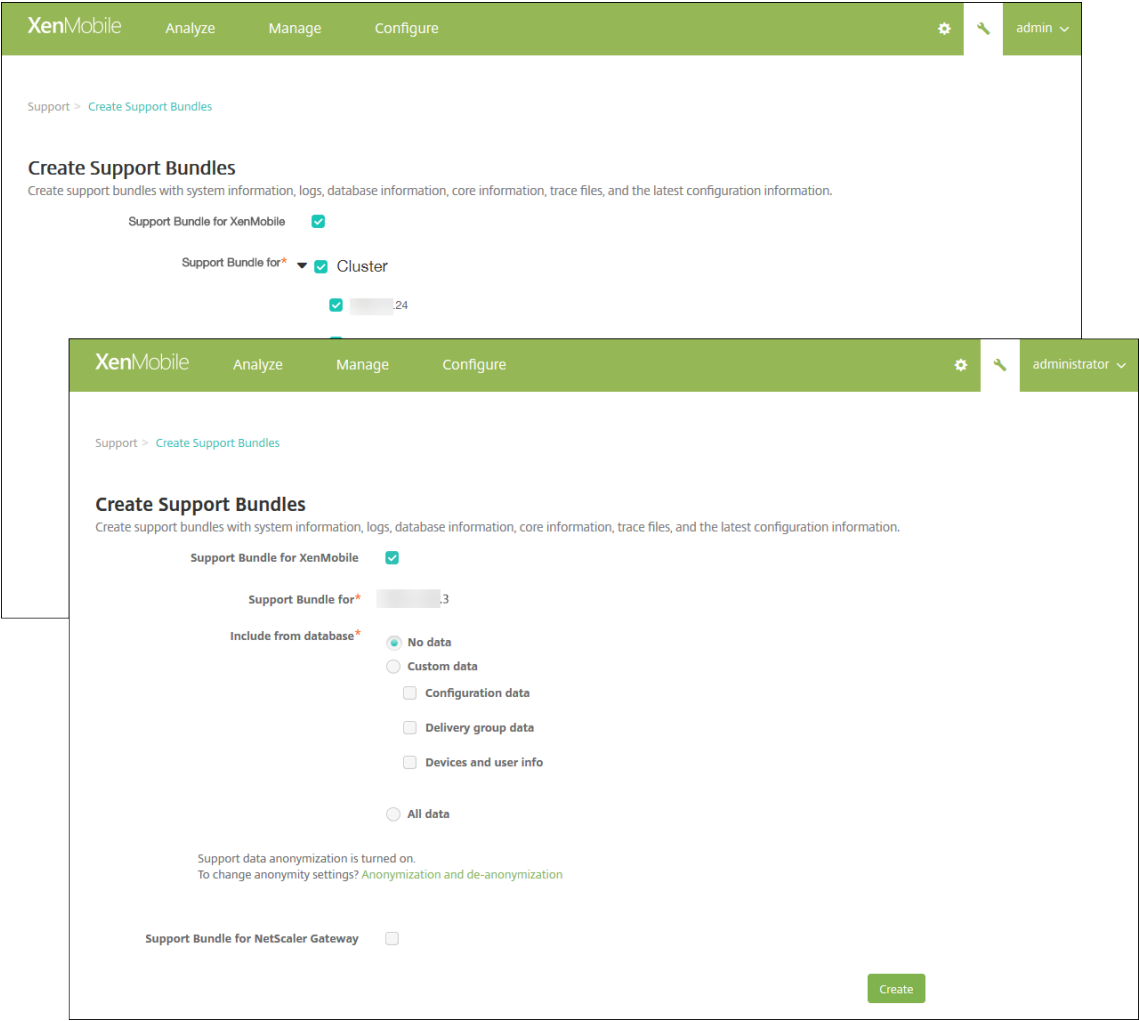 XenMobile Analyze Manage Configure admin
Support > Create Support Bundles
Create Support Bundles
Create support bundles with system information, logs, database information, core information, trace files, and the latest configuration information.
Support Bundle for XenMobile
Support Bundle for* Cluster
.24
XenMobile Analyze Manage Configure administrator
Support > Create Support Bundles
Create Support Bundles
Create support bundles with system information, logs, database information, core information, trace files, and the latest configuration information.
Support Bundle for XenMobile
Support Bundle for* .3
Include from database* No data
Custom data
Configuration data
Delivery group data
Devices and user info
All data
Support data anonymization is turned on.
To change anonymity settings? Anonymization and de-anonymization
Support Bundle for NetScaler Gateway
Create